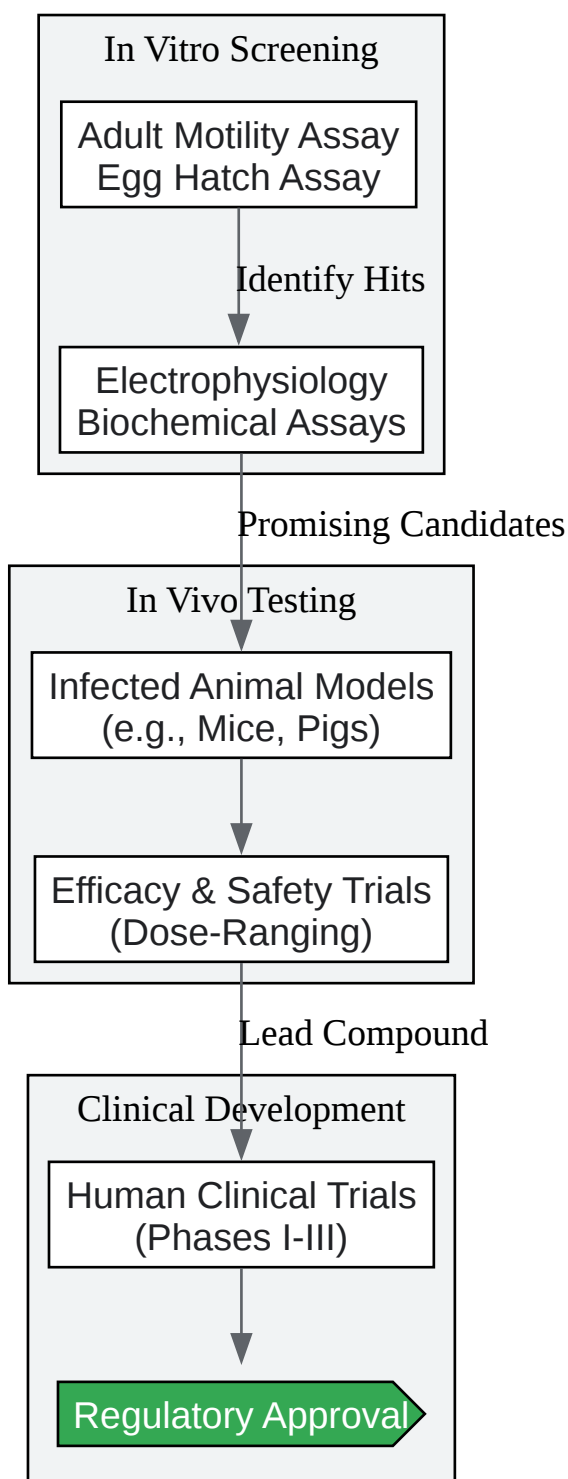 In Vitro Screening
Adult Motility Assay
Egg Hatch Assay
Identify Hits
Electrophysiology
Biochemical Assays
Promising Candidates
In Vivo Testing
Infected Animal Models
(e.g., Mice, Pigs)
Efficacy & Safety Trials
(Dose-Ranging)
Lead Compound
Clinical Development
Human Clinical Trials
(Phases I-III)
Regulatory Approval